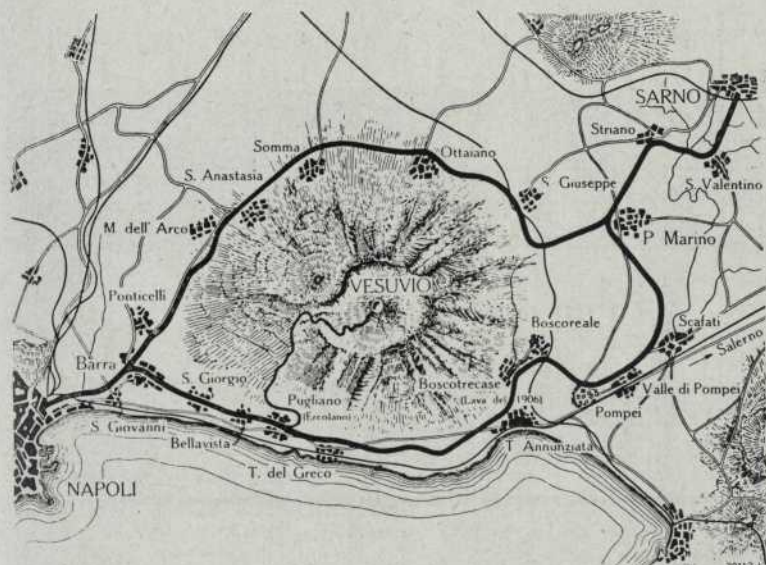 SARNO
Striano
Somma
Ottaiano
S. Anastasia
S. Giuseppe
S. Valentino
M. dell' Arco
P. Marino
VESUVIO
Ponticelli
Boscoreale
Scafati
Salerno
Barra
S. Giorgio
Pugliano
(Ercolano)
Boscotrecase
(Lava del 1906)
Valle di Pompei
Pompei
S. Giovanni
Bellavista
T. Annunziata
T. del Greco
NAPOLI